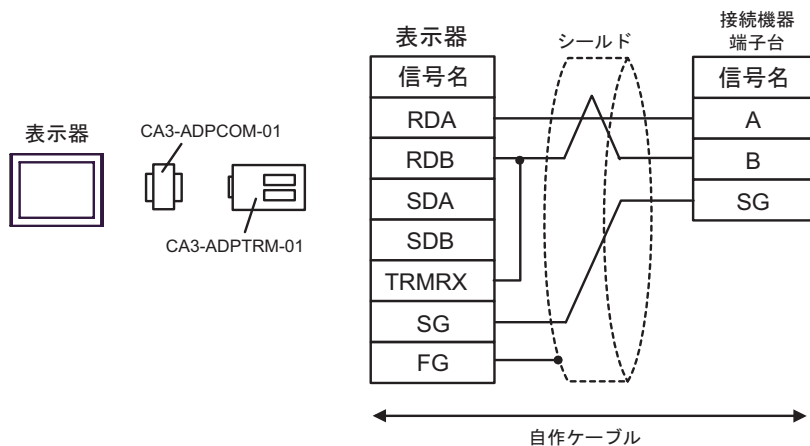 表示器
CA3-ADPCOM-01
CA3-ADPTRM-01
表示器
信号名
RDA
RDB
SDA
SDB
TRMRX
SG
FG
シールド
接続機器
端子台
信号名
A
B
SG
自作ケーブル